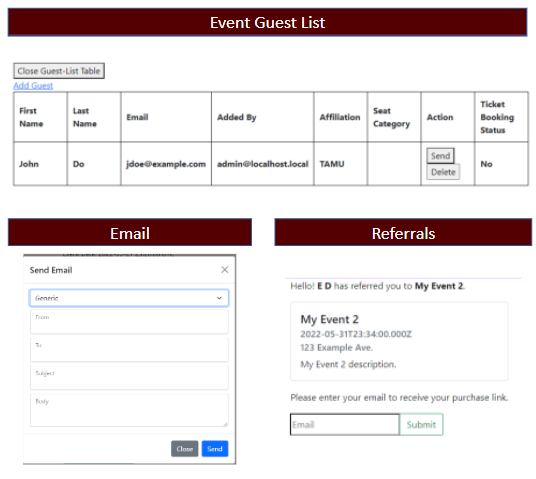 Event Guest List
Close Guest-List Table
Add Guest
First Name Last Name Email Added By Affiliation Seat Category Action Ticket Booking Status
John Do jdoe@example.com admin@localhost.local TAMU Send Delete No
Email
Send Email
Generic
From
To
Subject
Body
Close Send
Referrals
Hello! E D has referred you to My Event 2.
My Event 2
2022-05-31T23:34:00.000Z
123 Example Ave.
My Event 2 description.
Please enter your email to receive your purchase link.
Email Submit